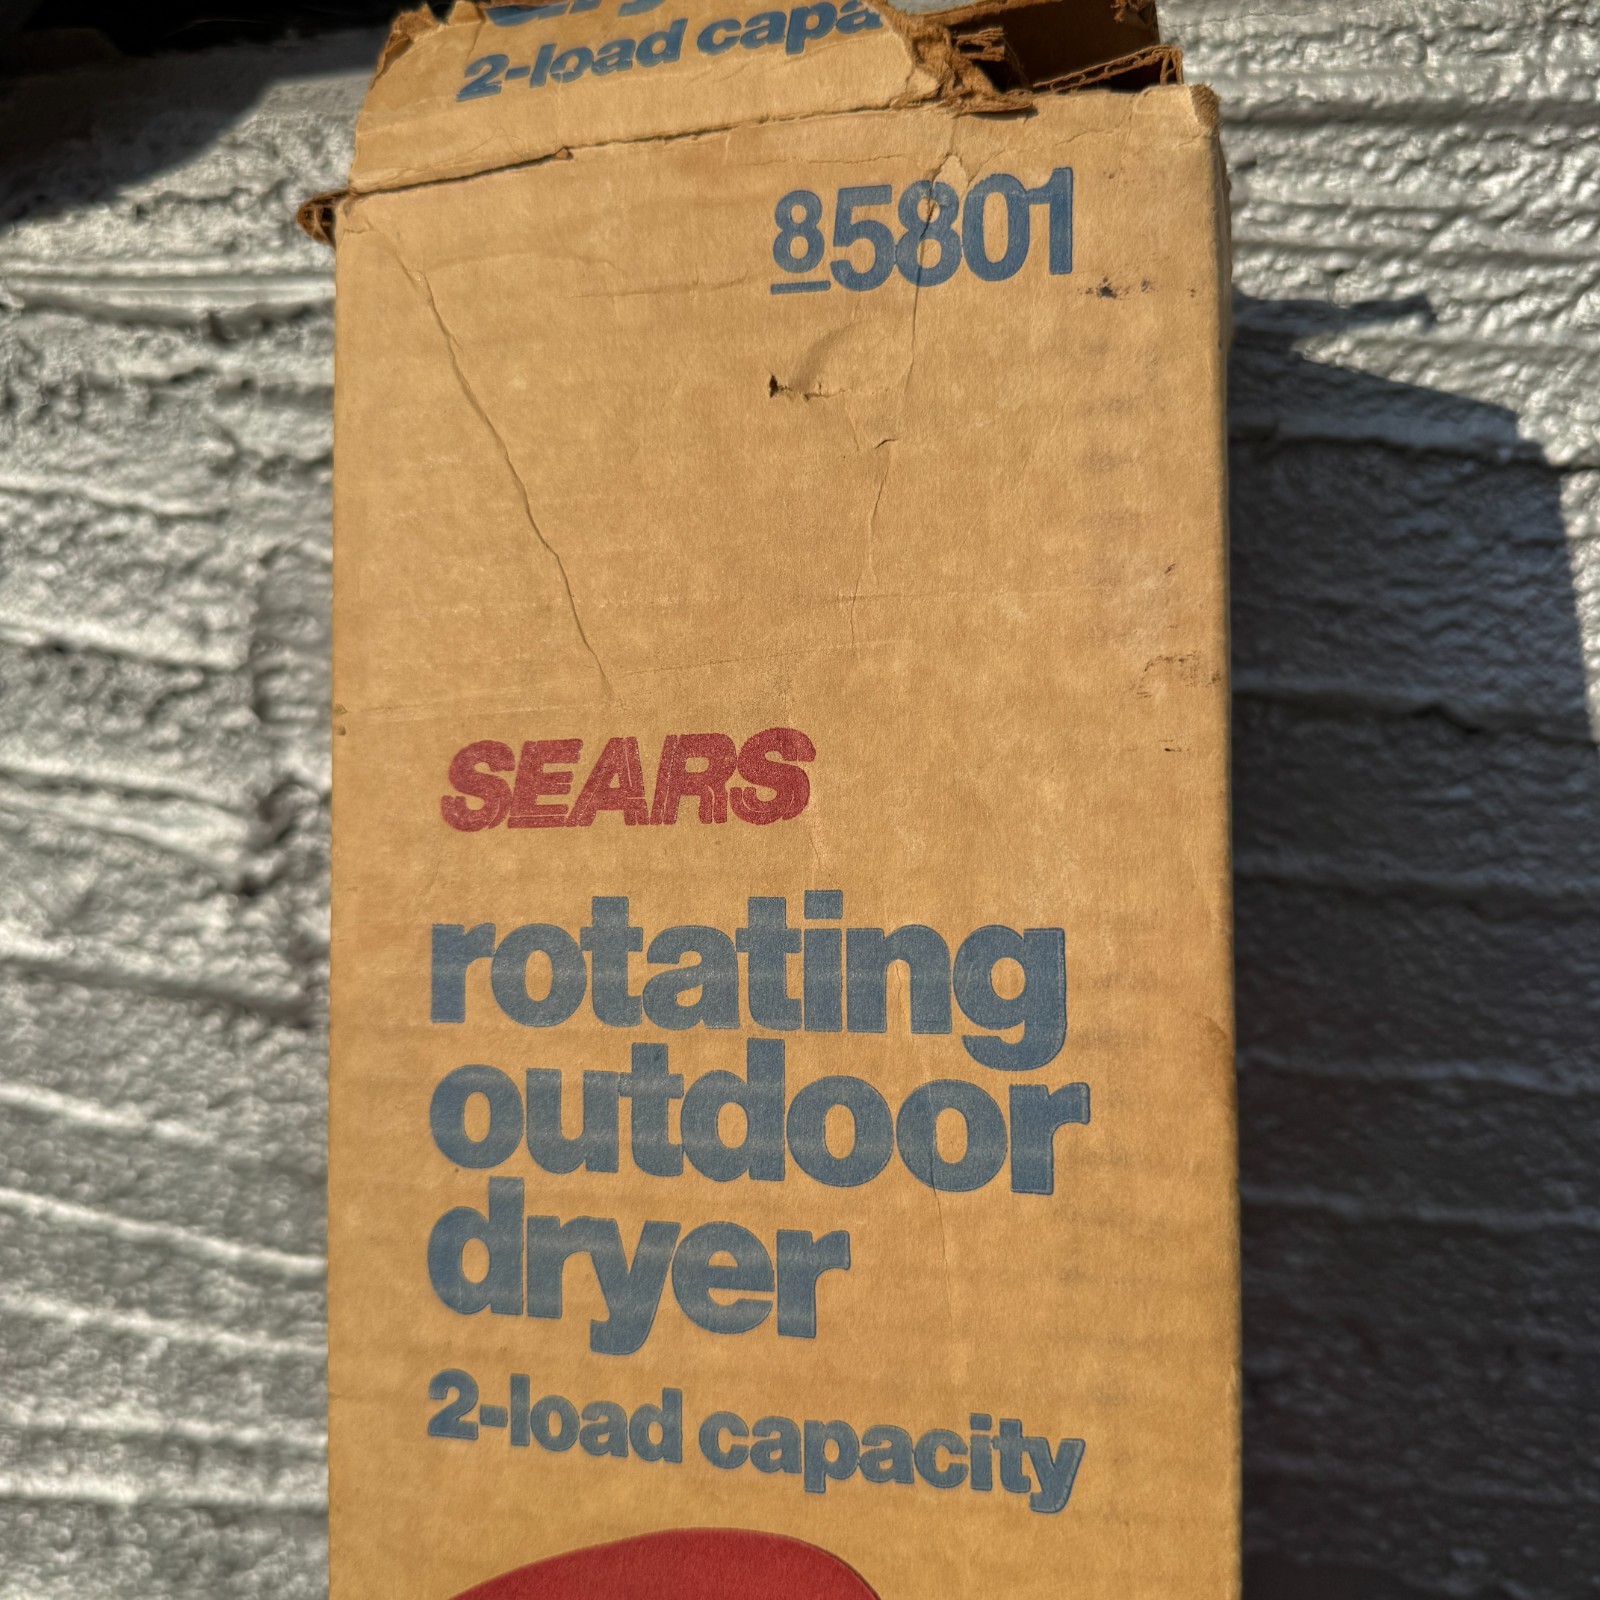 2-load capa
85801
SEARS
rotating
outdoor
dryer
2-load capacity